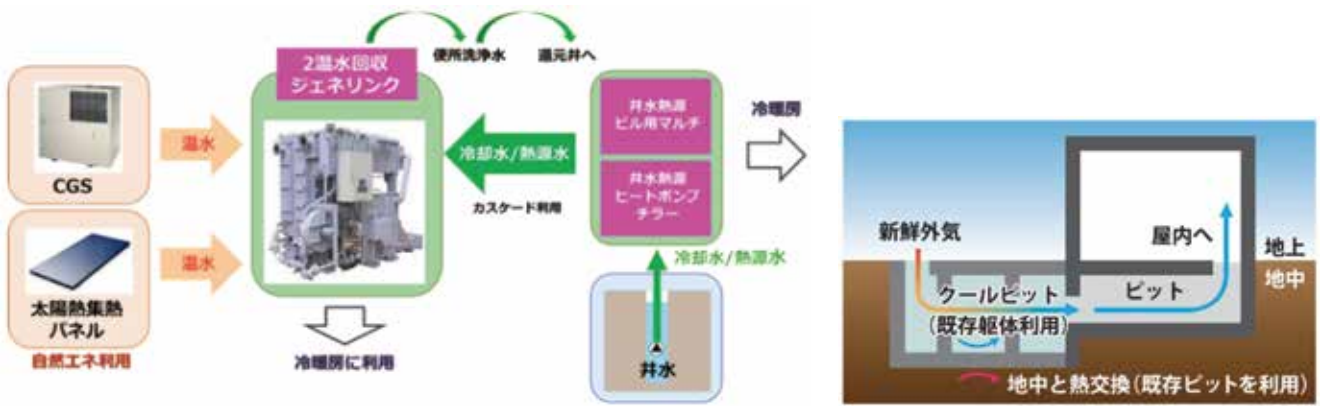 2温水回収
ジェネリンク
便所洗浄水
還元井へ
CGS
温水
太陽熱集熱
パネル
温水
自然エネ利用
冷却水/熱源水
カスケード利用
冷暖房に利用
井水熱源
ビル用マルチ
井水熱源
ヒートポンプ
チラー
冷暖房
冷却水/熱源水
井水
新鮮外気
屋内へ
地上
地中
クールピット
(既存躯体利用)
ピット
地中と熱交換(既存ピットを利用)